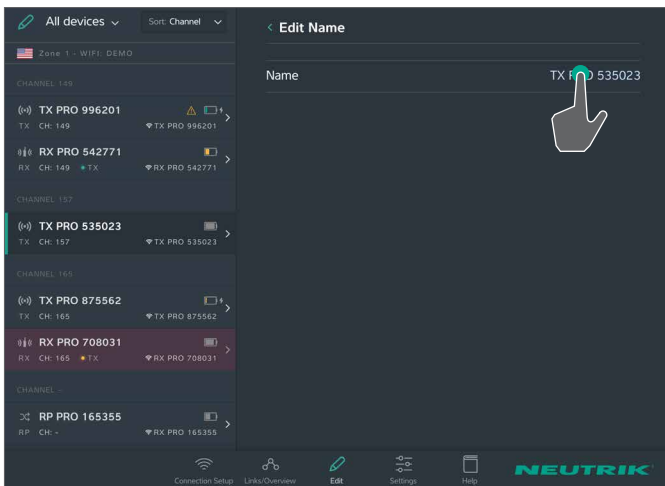 All devices
Sort: Channel
Zone 1 - WIFI: DEMO
CHANNEL 149
TX PRO 996201
TX CH: 149 TX PRO 996201
RX PRO 542771
RX CH: 149 TX RX PRO 542771
CHANNEL 157
TX PRO 535023
TX CH: 157 TX PRO 535023
CHANNEL 165
TX PRO 875562
TX CH: 165 TX PRO 875562
RX PRO 708031
RX CH: 165 TX RX PRO 708031
CHANNEL -
RP PRO 165355
RP CH: - RX PRO 165355
< Edit Name
Name TX PRO 535023
Connection Setup Links/Overview Edit Settings Help
NEUTRIK